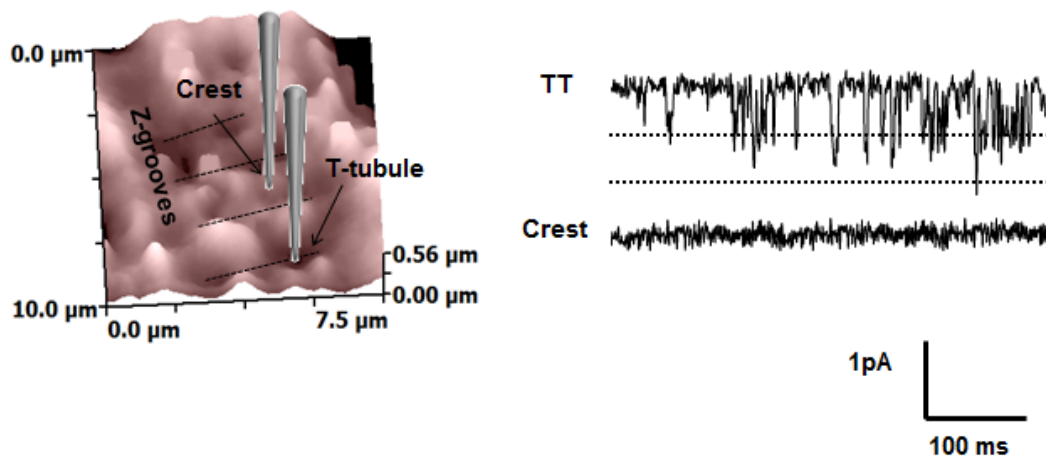 0.0 µm
Crest
Z-grooves
T-tubule
0.56 µm
0.00 µm
10.0 µm
0.0 µm
7.5 µm
TT
Crest
1pA
100 ms